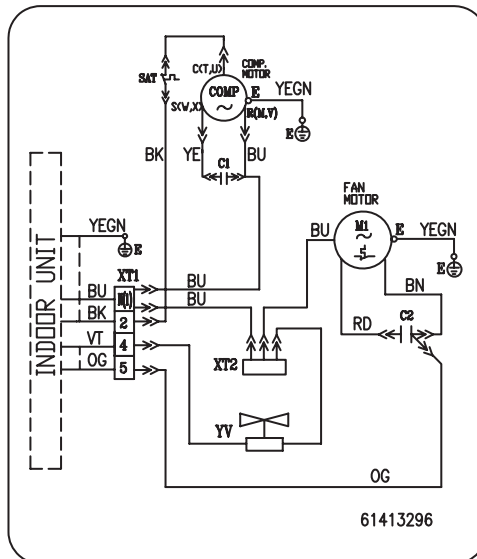 C(T,U)
COMP.
MOTOR
SAT
COMP
E
YEGN
S(W,X)
R(M,V)
E
BK
YE
C1
BU
FAN
MOTOR
YEGN
E
BU
M1
E
YEGN
E
INDOOR UNIT
XT1
BU
N(1)
BU
BU
BN
BK
2
RD
C2
VT
4
XT2
OG
5
YV
OG
61413296